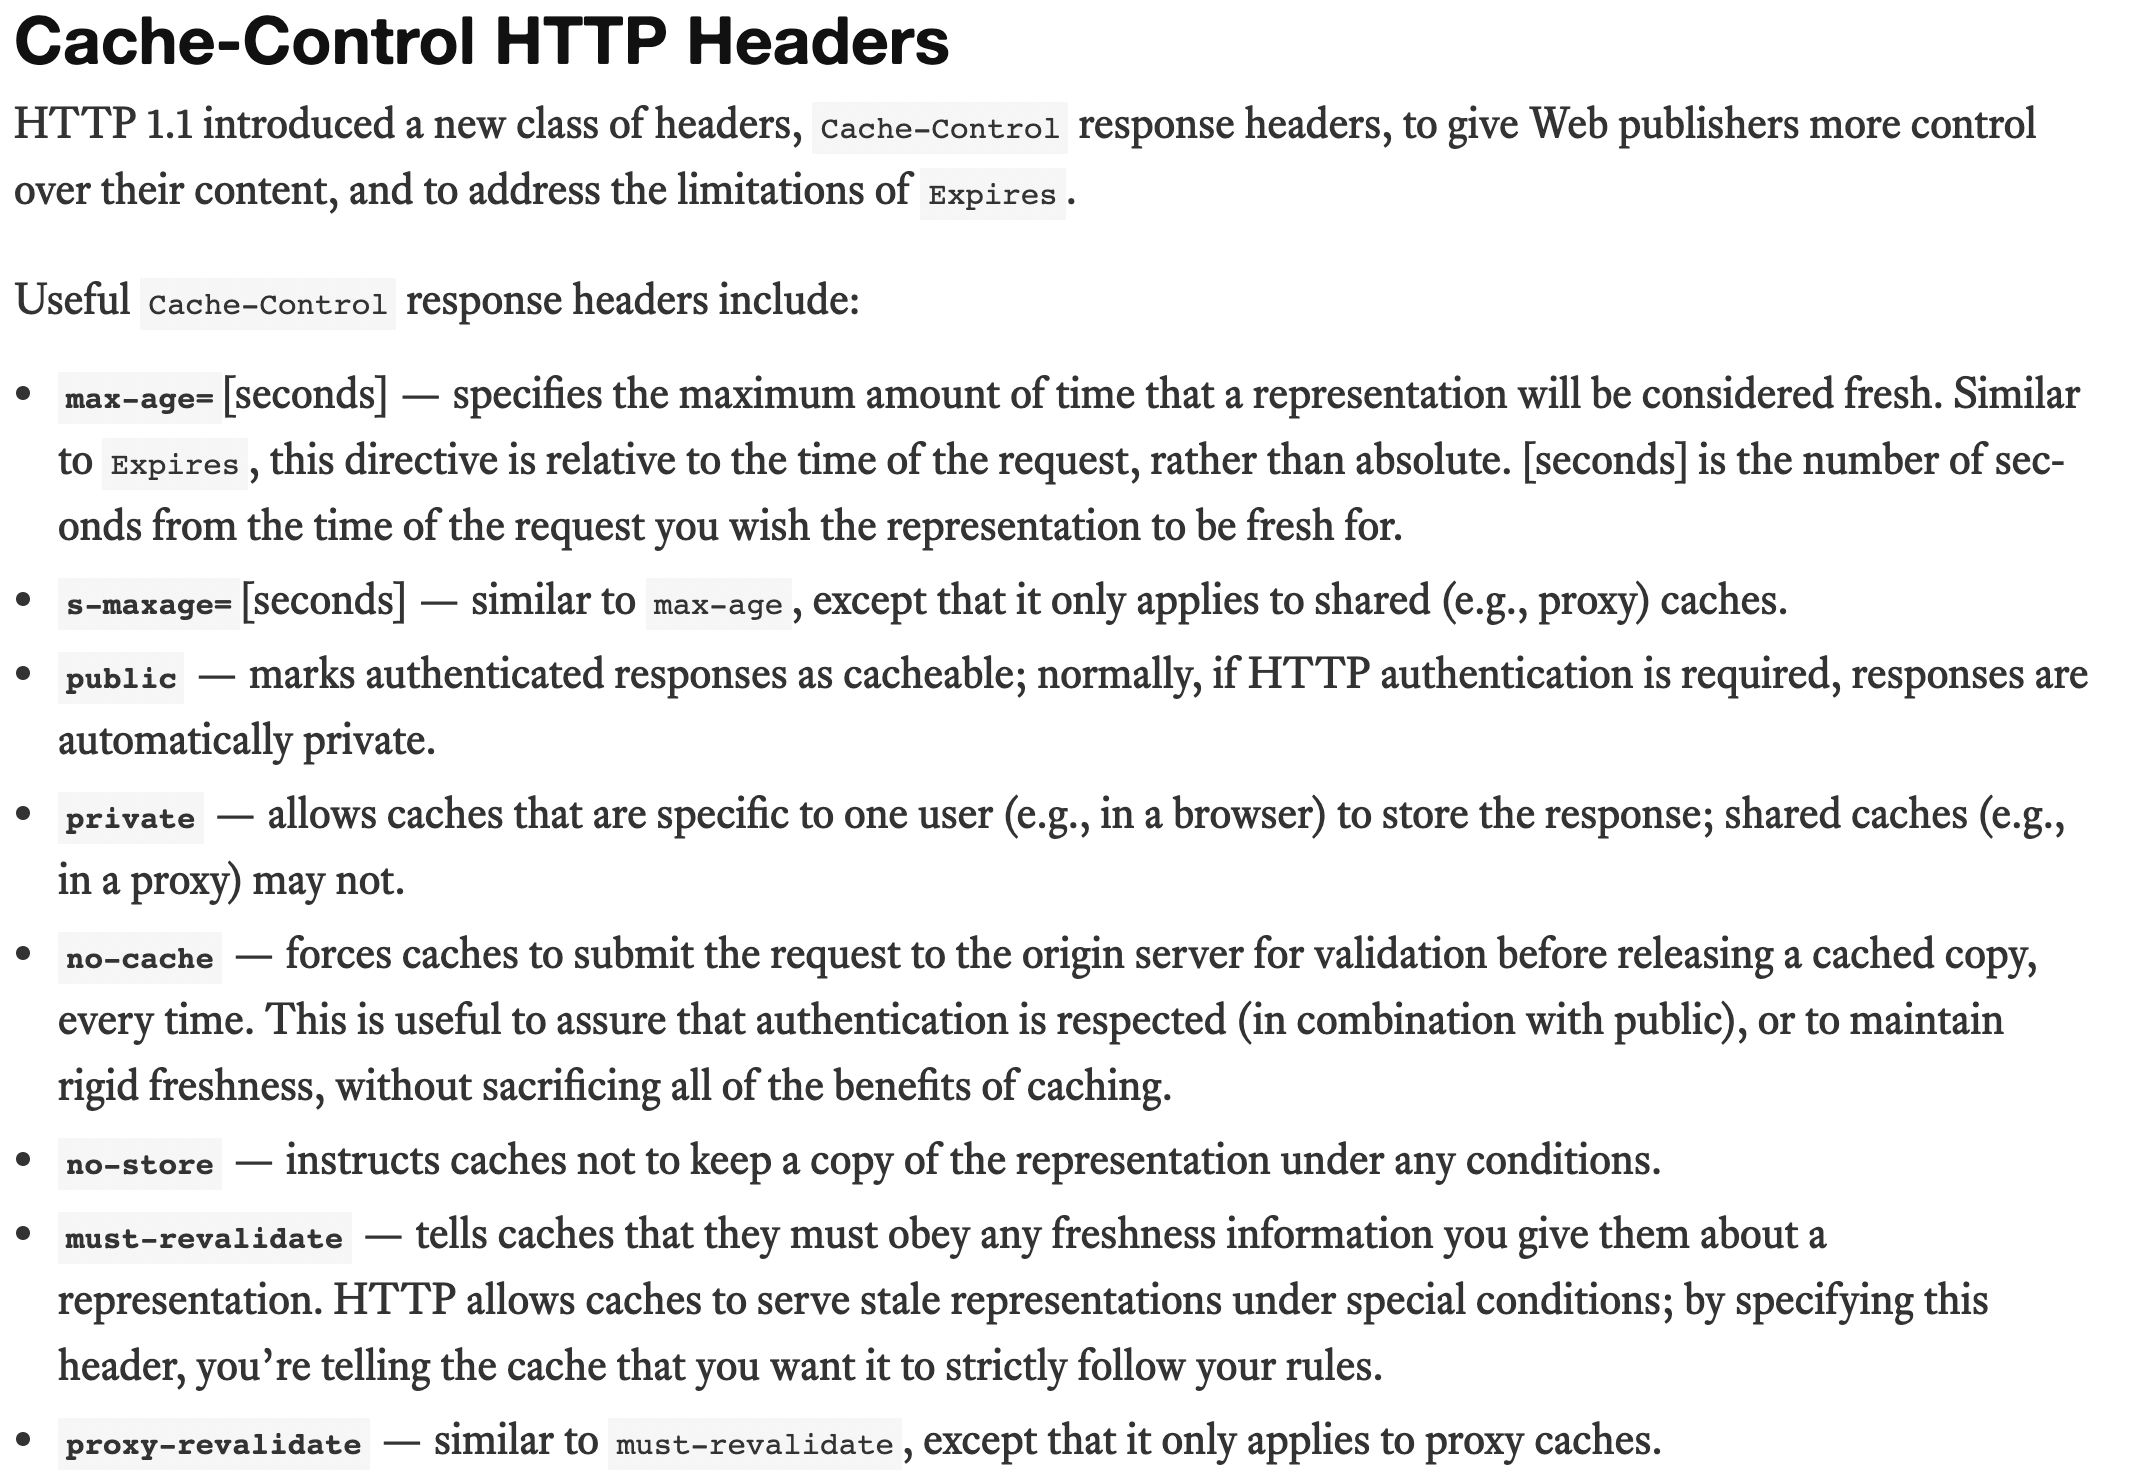 Cache-Control HTTP Headers
HTTP 1.1 introduced a new class of headers, Cache-Control response headers, to give Web publishers more control
over their content, and to address the limitations of Expires.
Useful Cache-Control response headers include:
• max-age=[seconds] — specifies the maximum amount of time that a representation will be considered fresh. Similar
to Expires, this directive is relative to the time of the request, rather than absolute. [seconds] is the number of sec-
onds from the time of the request you wish the representation to be fresh for.
• s-maxage=[seconds] — similar to max-age, except that it only applies to shared (e.g., proxy) caches.
• public — marks authenticated responses as cacheable; normally, if HTTP authentication is required, responses are
automatically private.
• private — allows caches that are specific to one user (e.g., in a browser) to store the response; shared caches (e.g.,
in a proxy) may not.
• no-cache — forces caches to submit the request to the origin server for validation before releasing a cached copy,
every time. This is useful to assure that authentication is respected (in combination with public), or to maintain
rigid freshness, without sacrificing all of the benefits of caching.
• no-store — instructs caches not to keep a copy of the representation under any conditions.
• must-revalidate — tells caches that they must obey any freshness information you give them about a
representation. HTTP allows caches to serve stale representations under special conditions; by specifying this
header, you’re telling the cache that you want it to strictly follow your rules.
• proxy-revalidate — similar to must-revalidate, except that it only applies to proxy caches.